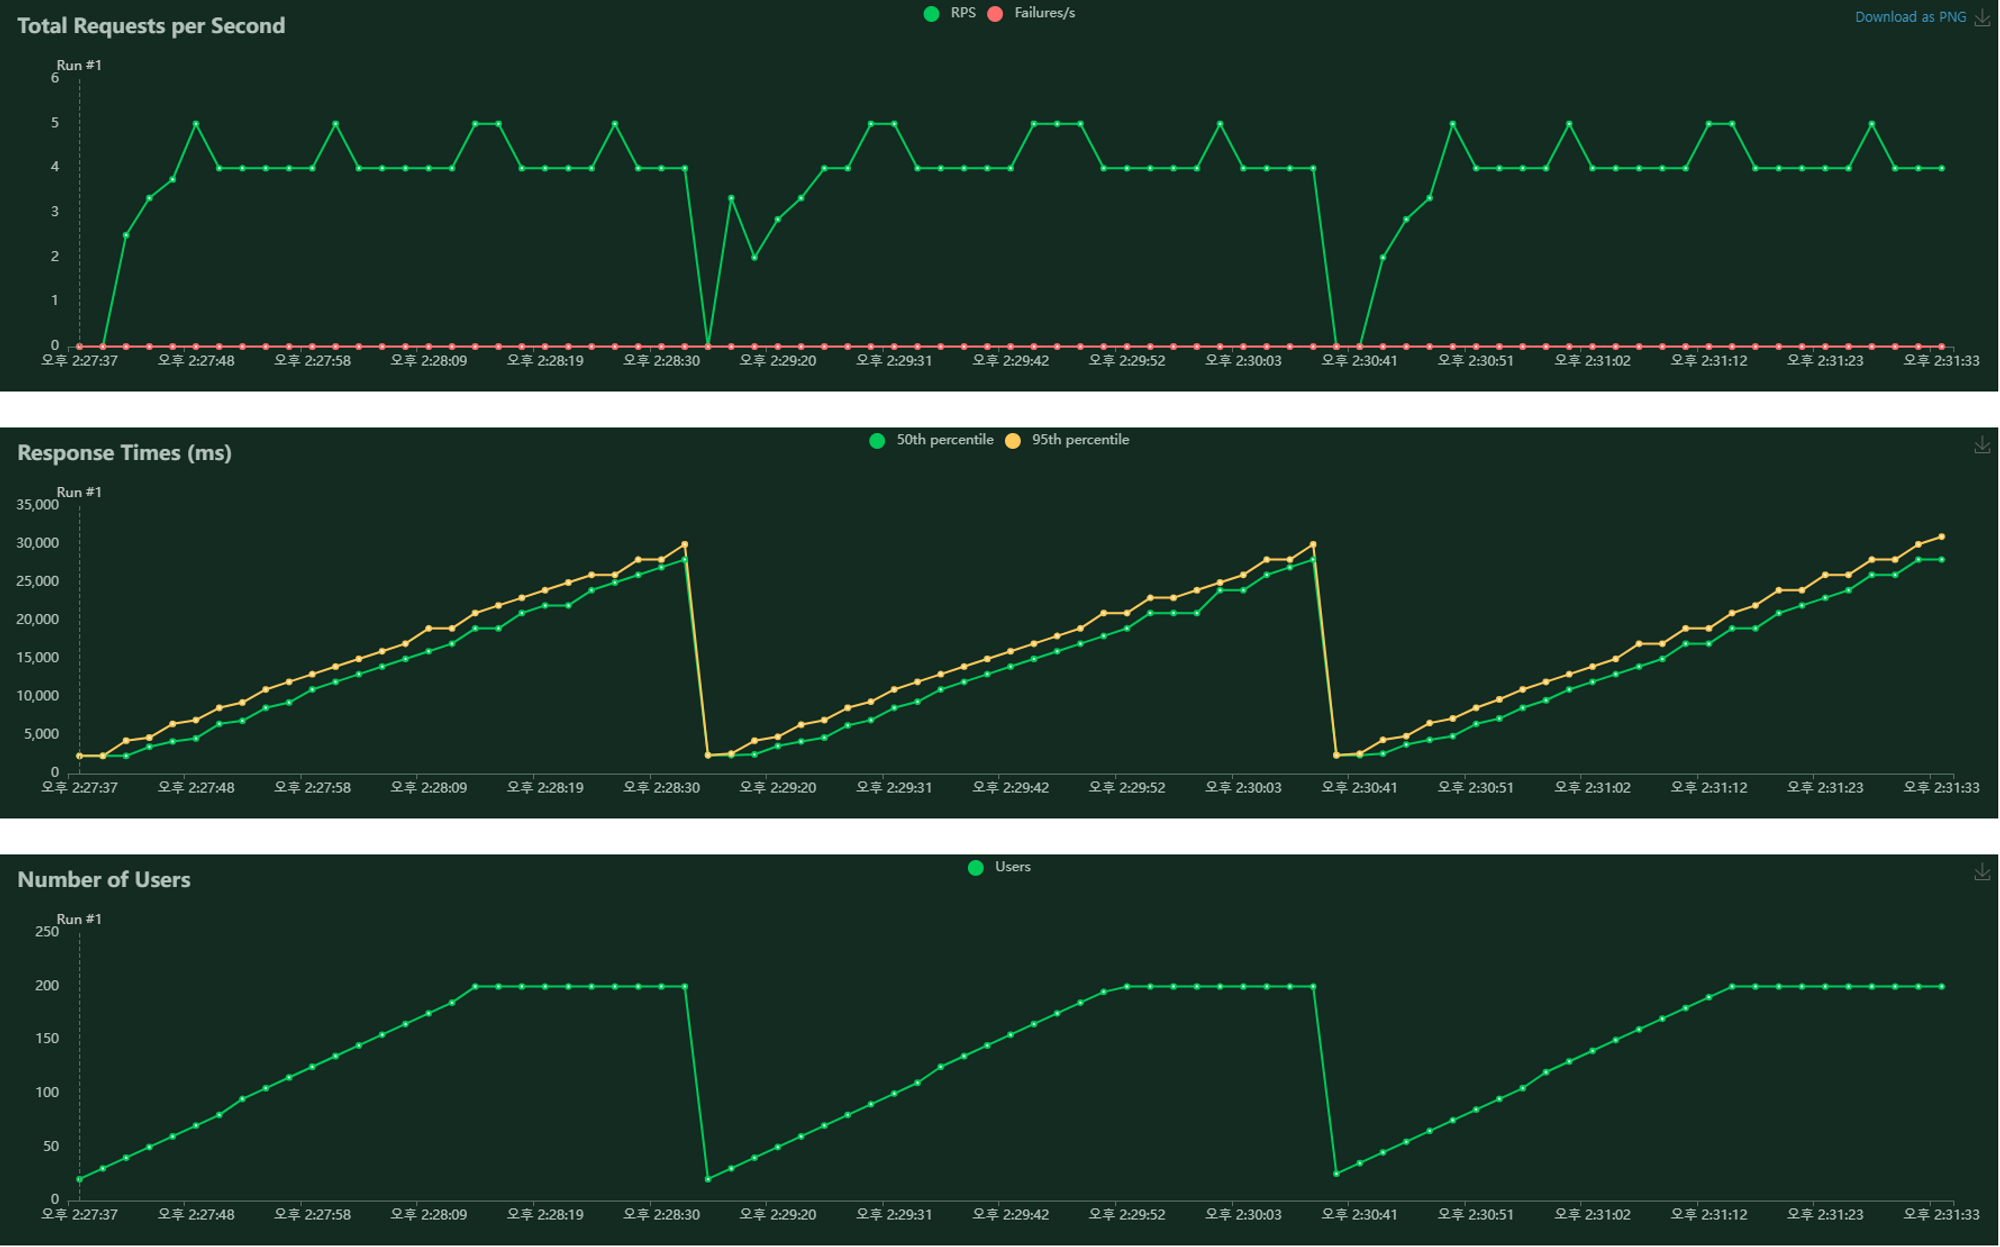 Total Requests per Second
RPS Failures/s
Download as PNG
Run #1
6
5
4
3
2
1
0
오후 2:27:37 오후 2:27:48 오후 2:27:58 오후 2:28:09 오후 2:28:19 오후 2:28:30 오후 2:29:20 오후 2:29:31 오후 2:29:42 오후 2:29:52 오후 2:30:03 오후 2:30:41 오후 2:30:51 오후 2:31:02 오후 2:31:12 오후 2:31:23 오후 2:31:33
Response Times (ms)
50th percentile 95th percentile
Run #1
35,000
30,000
25,000
20,000
15,000
10,000
5,000
0
오후 2:27:37 오후 2:27:48 오후 2:27:58 오후 2:28:09 오후 2:28:19 오후 2:28:30 오후 2:29:20 오후 2:29:31 오후 2:29:42 오후 2:29:52 오후 2:30:03 오후 2:30:41 오후 2:30:51 오후 2:31:02 오후 2:31:12 오후 2:31:23 오후 2:31:33
Number of Users
Users
Run #1
250
200
150
100
50
0
오후 2:27:37 오후 2:27:48 오후 2:27:58 오후 2:28:09 오후 2:28:19 오후 2:28:30 오후 2:29:20 오후 2:29:31 오후 2:29:42 오후 2:29:52 오후 2:30:03 오후 2:30:41 오후 2:30:51 오후 2:31:02 오후 2:31:12 오후 2:31:23 오후 2:31:33